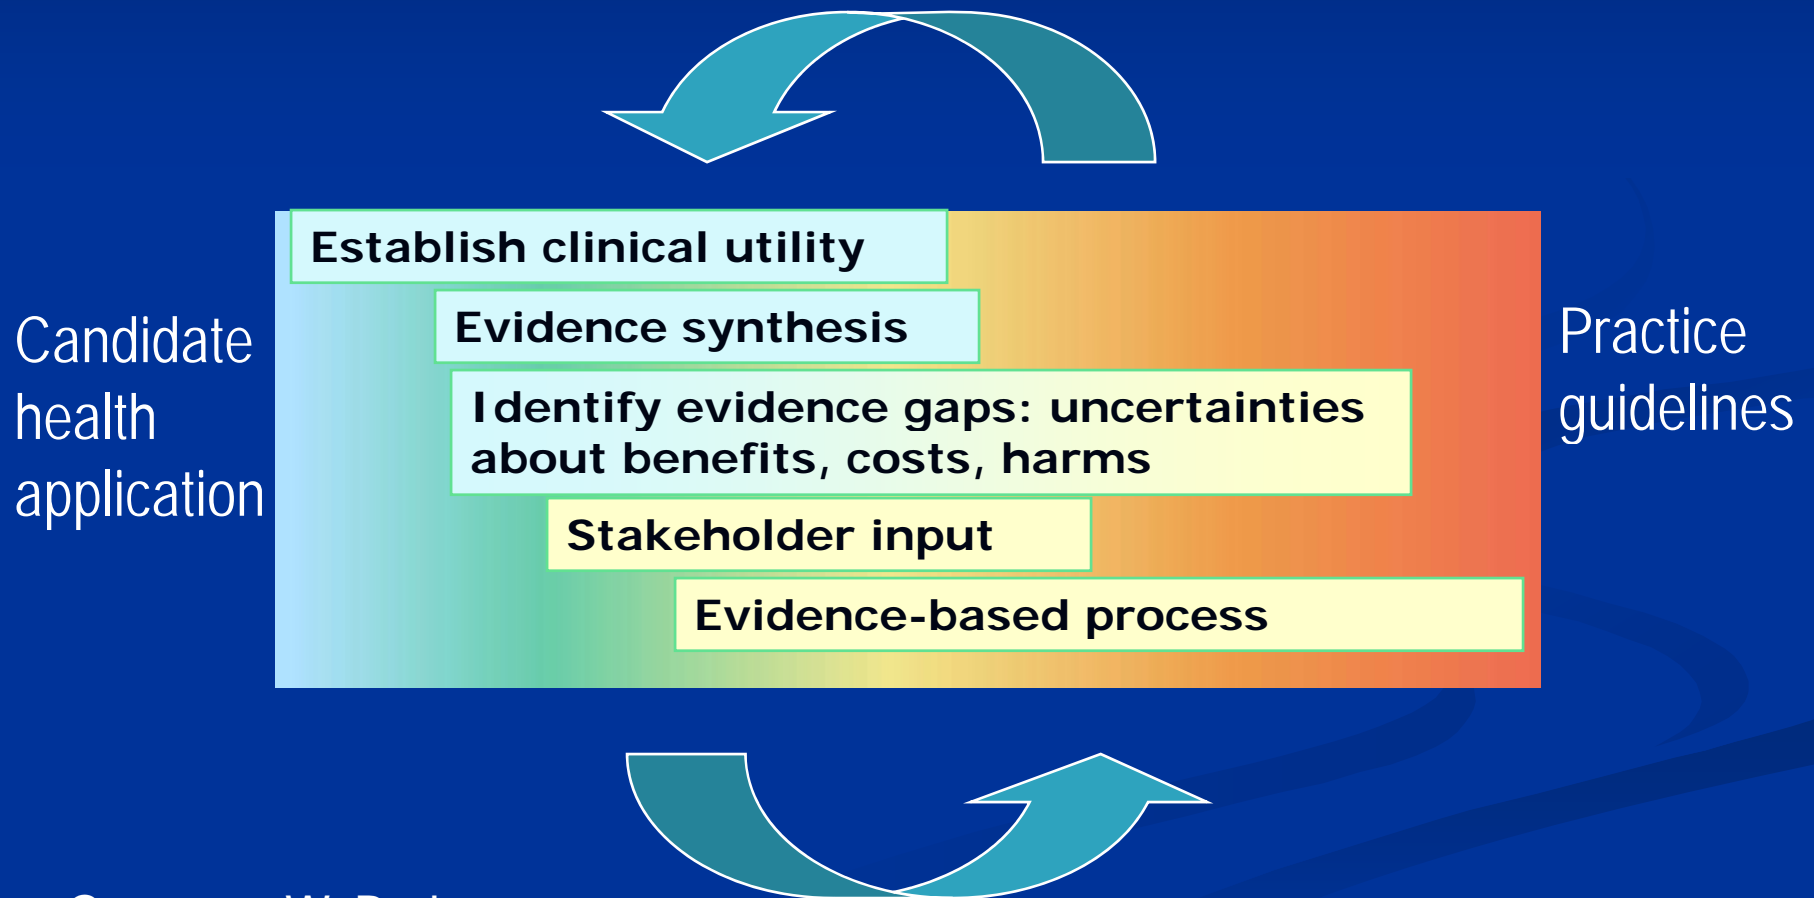 Establish clinical utility
Evidence synthesis
Identify evidence gaps: uncertainties
about benefits, costs, harms
Stakeholder input
Evidence-based process
Candidate
health
application
Practice
guidelines